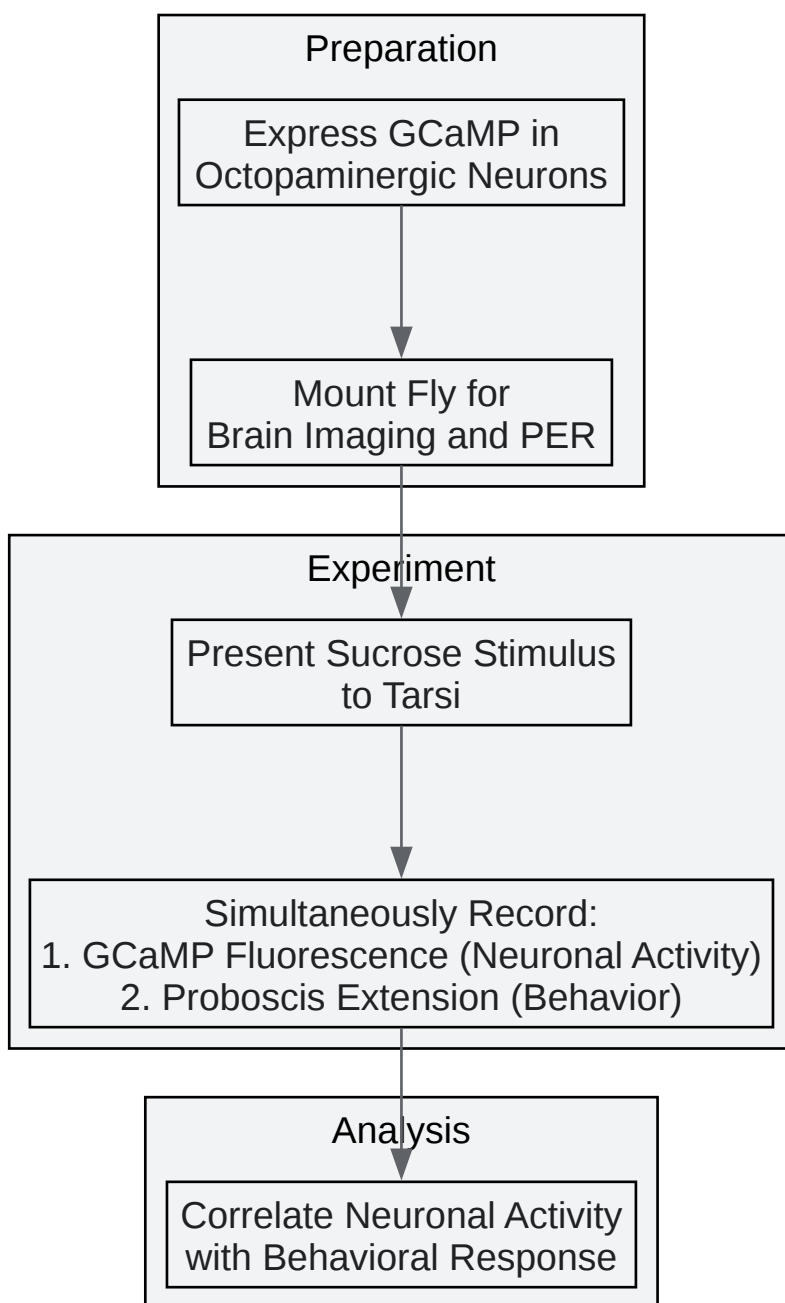 Preparation
Express GCaMP in
Octopaminergic Neurons
Mount Fly for
Brain Imaging and PER
Experiment
Present Sucrose Stimulus
to Tarsi
Simultaneously Record:
1. GCaMP Fluorescence (Neuronal Activity)
2. Proboscis Extension (Behavior)
Analysis
Correlate Neuronal Activity
with Behavioral Response